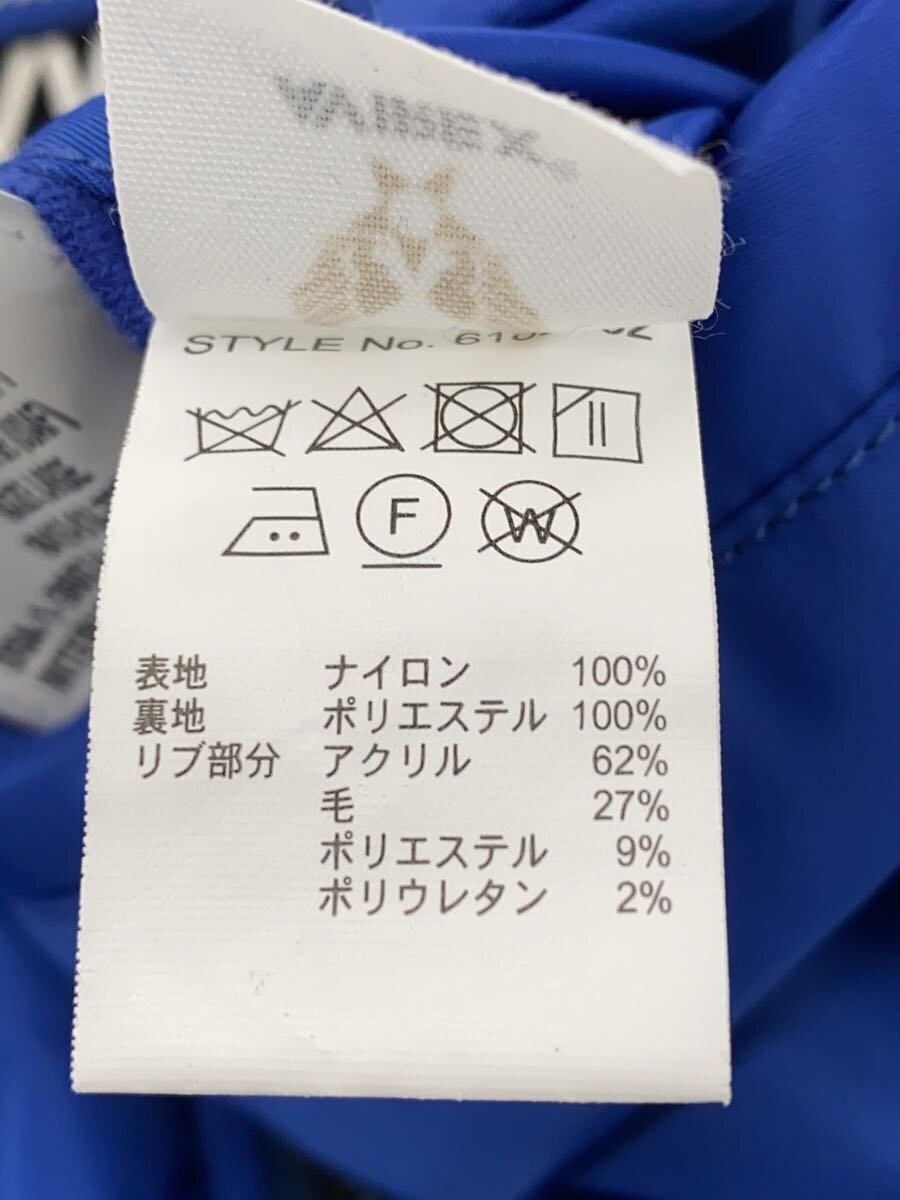 STYLE No.
F
W
表地 ナイロン 100%
裏地 ポリエステル 100%
リブ部分 アクリル 62%
毛 27%
ポリエステル 9%
ポリウレタン 2%